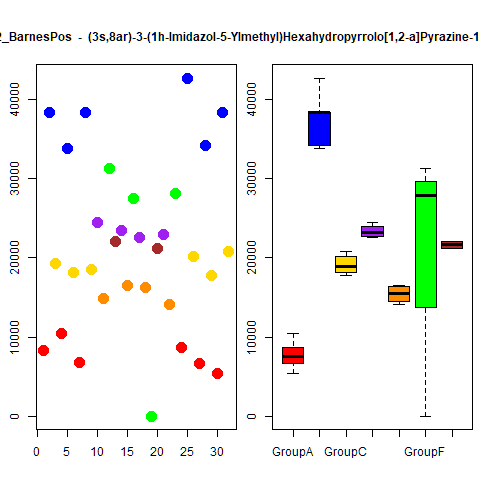 2_BarnesPos - (3s,8ar)-3-(1h-Imidazol-5-Ylmethyl)Hexahydropyrrolo[1,2-a]Pyrazine-1
0 10000 20000 30000 40000
0 5 10 15 20 25 30
0 10000 20000 30000 40000
GroupA GroupC GroupF